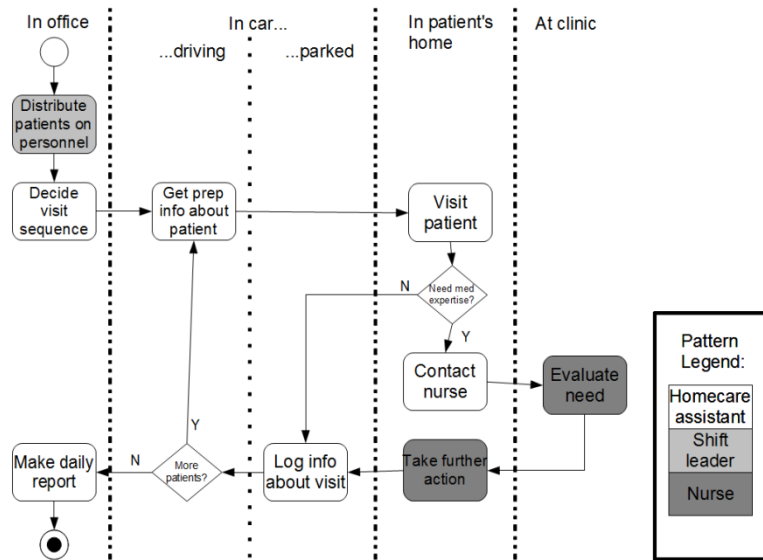 In office
In car...
In patient's
home
At clinic
...driving
...parked
Distribute
patients on
personnel
Decide
visit
sequence
Get prep
info about
patient
Visit
patient
Need med
expertise?
N
Y
Contact
nurse
Evaluate
need
Pattern
Legend:
Homecare
assistant
Shift
leader
Nurse
Make daily
report
N
More
patients?
Y
Log info
about visit
Take further
action